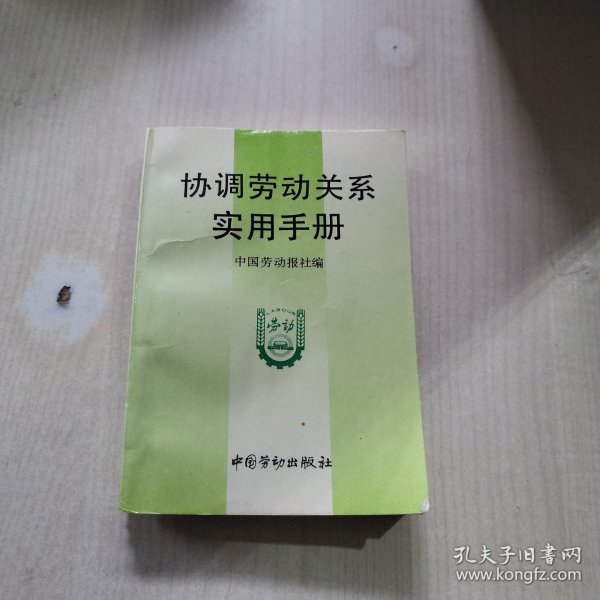 协调劳动关系
实用手册
中国劳动报社编
LABOUR
劳动
中国劳动出版社
孔夫子旧书网
www.kongfz.com